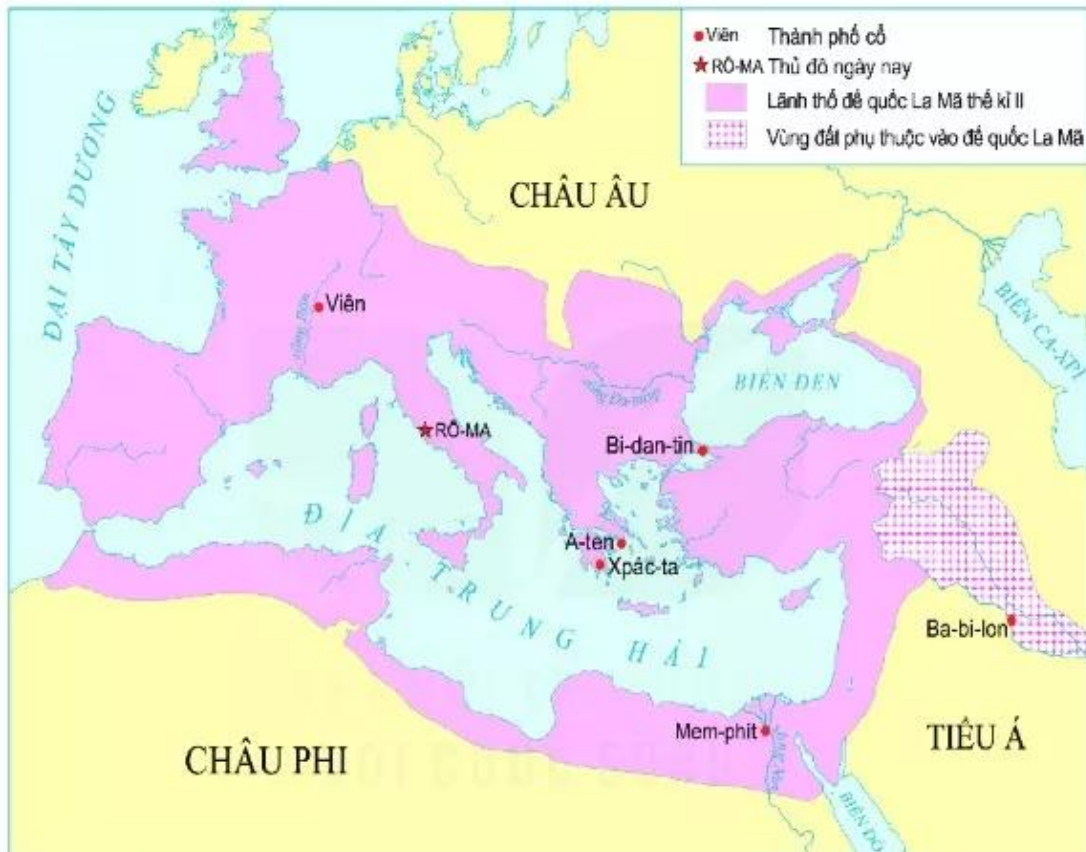 Viên Thành phố cổ
RÔ-MA Thủ đô ngày nay
Lãnh thổ đế quốc La Mã thế kỉ II
Vùng đất phụ thuộc vào đế quốc La Mã
ĐẠI TÂY DƯƠNG
CHÂU ÂU
BIỂN CA-XPI
Viên
BIỂN ĐEN
RÔ-MA
Bi-dan-tin
A-ten
Xpác-ta
ĐỊA TRUNG HẢI
Ba-bi-lon
Mem-phit
TIỂU Á
CHÂU PHI
BIỂN ĐỎ